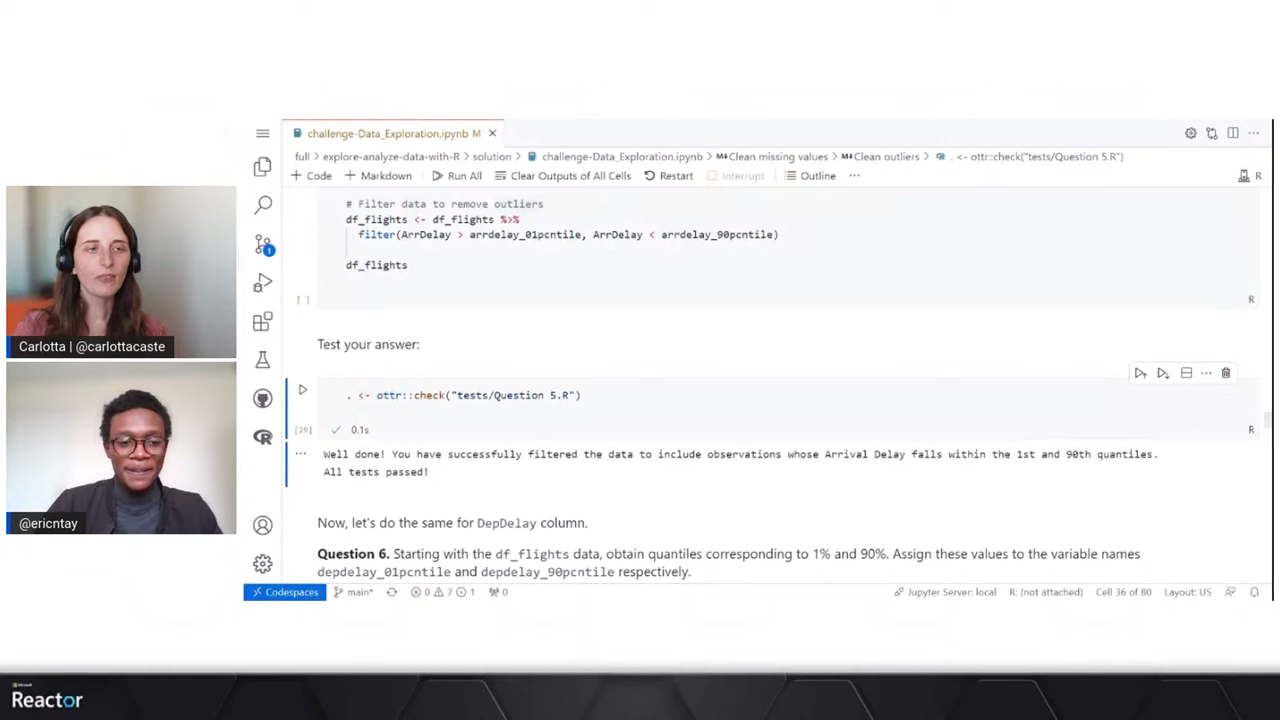 challenge-Data_Exploration.ipynb M
full > explore-analyze-data-with-R > solution > challenge-Data_Exploration.ipynb > M↓Clean missing values > M↓Clean outliers > . <- ottr::check("tests/Question 5.R")
+ Code + Markdown Run All Clear Outputs of All Cells Restart Interrupt Outline ... R
# Filter data to remove outliers
df_flights <- df_flights %>%
filter(ArrDelay > arrdelay_01pcntile, ArrDelay < arrdelay_90pcntile)
df_flights
[ ] R
Test your answer:
. <- ottr::check("tests/Question 5.R")
[29] ✓ 0.1s R
Well done! You have successfully filtered the data to include observations whose Arrival Delay falls within the 1st and 90th quantiles.
All tests passed!
Now, let's do the same for DepDelay column.
Question 6. Starting with the df_flights data, obtain quantiles corresponding to 1% and 90%. Assign these values to the variable names
depdelay_01pcntile and depdelay_90pcntile respectively.
Codespaces main* 0 7 1 0 Jupyter Server: local R: (not attached) Cell 36 of 80 Layout: US
1
R
Carlotta | @carlottacaste
@ericntay
Microsoft
Reactor